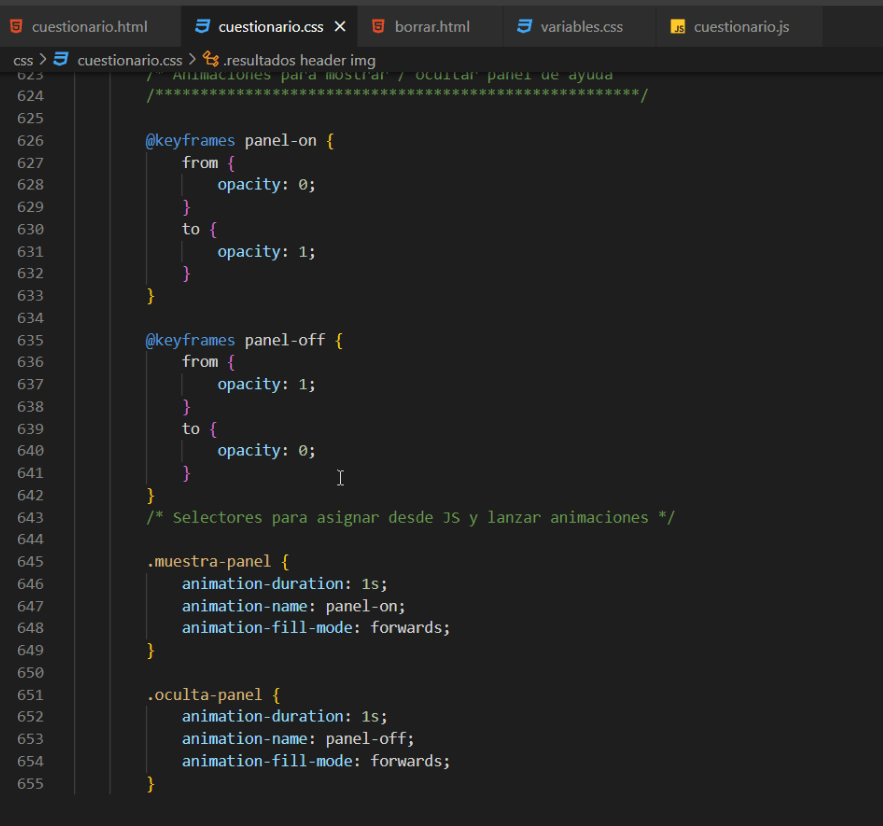 cuestionario.html cuestionario.css × borrar.html variables.css JS cuestionario.js
css > cuestionario.css > .resultados header img
623 /* Animaciones para mostrar / ocultar panel de ayuda
624 /******************************************************/
625
626 @keyframes panel-on {
627 from {
628 opacity: 0;
629 }
630 to {
631 opacity: 1;
632 }
633 }
634
635 @keyframes panel-off {
636 from {
637 opacity: 1;
638 }
639 to {
640 opacity: 0;
641 }
642 }
643 /* Selectores para asignar desde JS y lanzar animaciones */
644
645 .muestra-panel {
646 animation-duration: 1s;
647 animation-name: panel-on;
648 animation-fill-mode: forwards;
649 }
650
651 .oculta-panel {
652 animation-duration: 1s;
653 animation-name: panel-off;
654 animation-fill-mode: forwards;
655 }